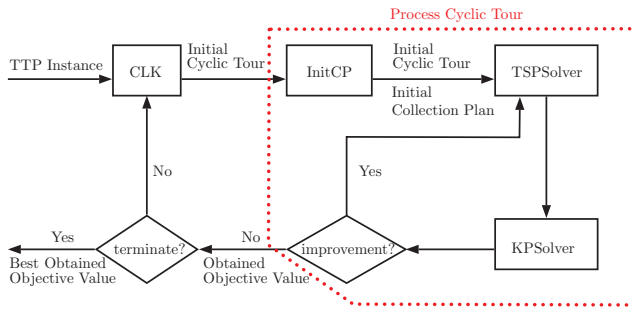 Process Cyclic Tour
TTP Instance
CLK
Initial
Cyclic Tour
InitCP
Initial
Cyclic Tour
Initial
Collection Plan
TSPSolver
No
Yes
Yes
Best Obtained
Objective Value
terminate?
No
Obtained
Objective Value
improvement?
KPSolver